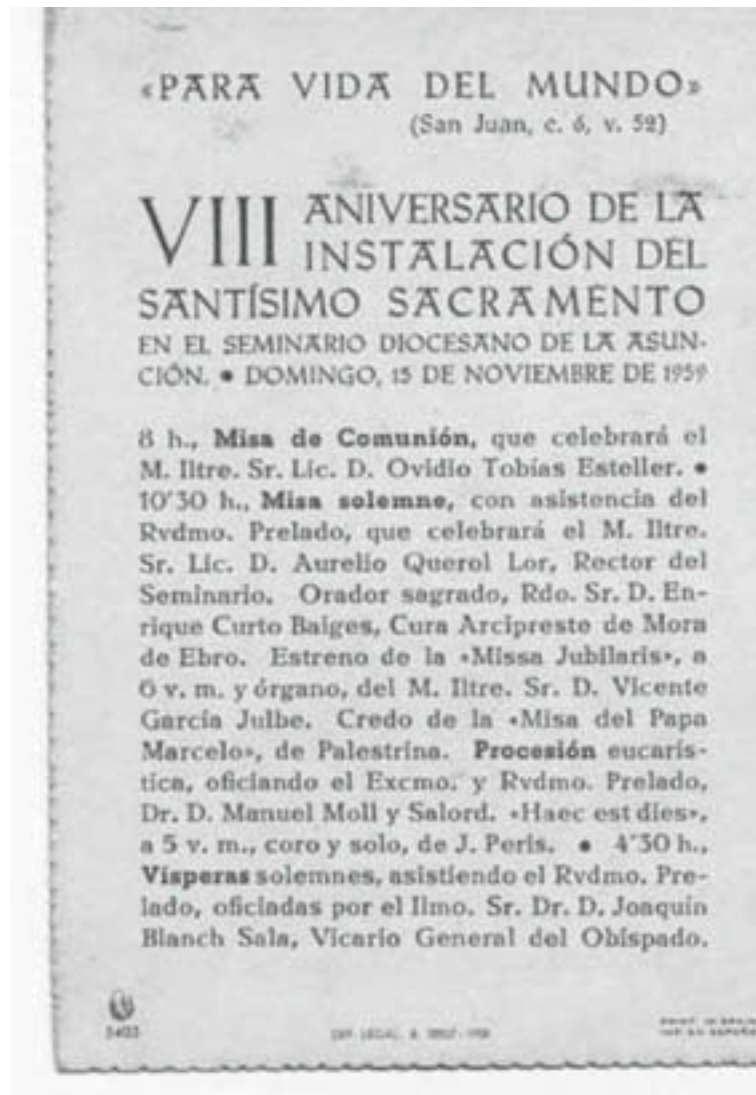 «PARA VIDA DEL MUNDO»
(San Juan, c. 6, v. 52)
VIII ANIVERSARIO DE LA
INSTALACIÓN DEL
SANTÍSIMO SACRAMENTO
EN EL SEMINARIO DIOCESANO DE LA ASUN-
CIÓN. • DOMINGO, 15 DE NOVIEMBRE DE 1959
8 h., Misa de Comunión, que celebrará el
M. Iltre. Sr. Lic. D. Ovidio Tobías Esteller. •
10'30 h., Misa solemne, con asistencia del
Rvdmo. Prelado, que celebrará el M. Iltre.
Sr. Lic. D. Aurelio Querol Lor, Rector del
Seminario. Orador sagrado, Rdo. Sr. D. En-
rique Curto Baiges, Cura Arcipreste de Mora
de Ebro. Estreno de la «Missa Jubilaris», a
6 v. m. y órgano, del M. Iltre. Sr. D. Vicente
García Julbe. Credo de la «Misa del Papa
Marcelo», de Palestrina. Procesión eucarís-
tica, oficiando el Excmo. y Rvdmo. Prelado,
Dr. D. Manuel Moll y Salord. «Haec est dies»,
a 5 v. m., coro y solo, de J. Peris. • 4'30 h.,
Vísperas solemnes, asistiendo el Rvdmo. Pre-
lado, oficiadas por el Ilmo. Sr. Dr. D. Joaquín
Blanch Sala, Vicario General del Obispado.